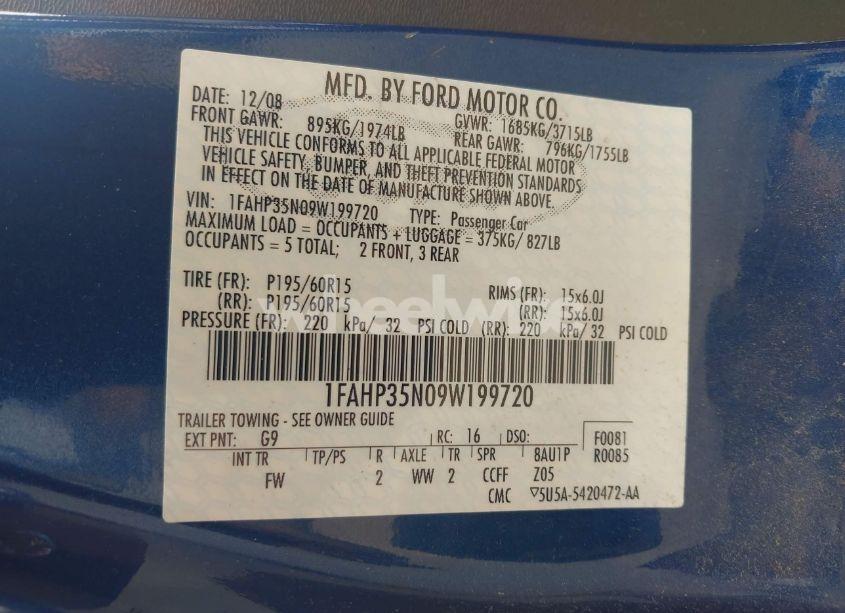 MFD. BY FORD MOTOR CO.
DATE: 12/08 GVWR: 1685KG/3715LB
FRONT GAWR: 895KG/1974LB REAR GAWR: 796KG/1755LB
THIS VEHICLE CONFORMS TO ALL APPLICABLE FEDERAL MOTOR
VEHICLE SAFETY, BUMPER, AND THEFT PREVENTION STANDARDS
IN EFFECT ON THE DATE OF MANUFACTURE SHOWN ABOVE.
VIN: 1FAHP35N09W199720 TYPE: Passenger Car
MAXIMUM LOAD = OCCUPANTS + LUGGAGE = 375KG/ 827LB
OCCUPANTS = 5 TOTAL; 2 FRONT, 3 REAR
TIRE (FR): P195/60R15 RIMS (FR): 15x6.0J
(RR): P195/60R15 (RR): 15x6.0J
PRESSURE (FR): 220 kPa/ 32 PSI COLD (RR): 220 kPa/ 32 PSI COLD
wheelwise
1FAHP35N09W199720
TRAILER TOWING - SEE OWNER GUIDE
EXT PNT: G9 RC: 16 DSO: F0081
INT TR TP/PS R AXLE TR SPR 8AU1P R0085
FW 2 WW 2 CCFF Z05
CMC ▽5U5A-5420472-AA